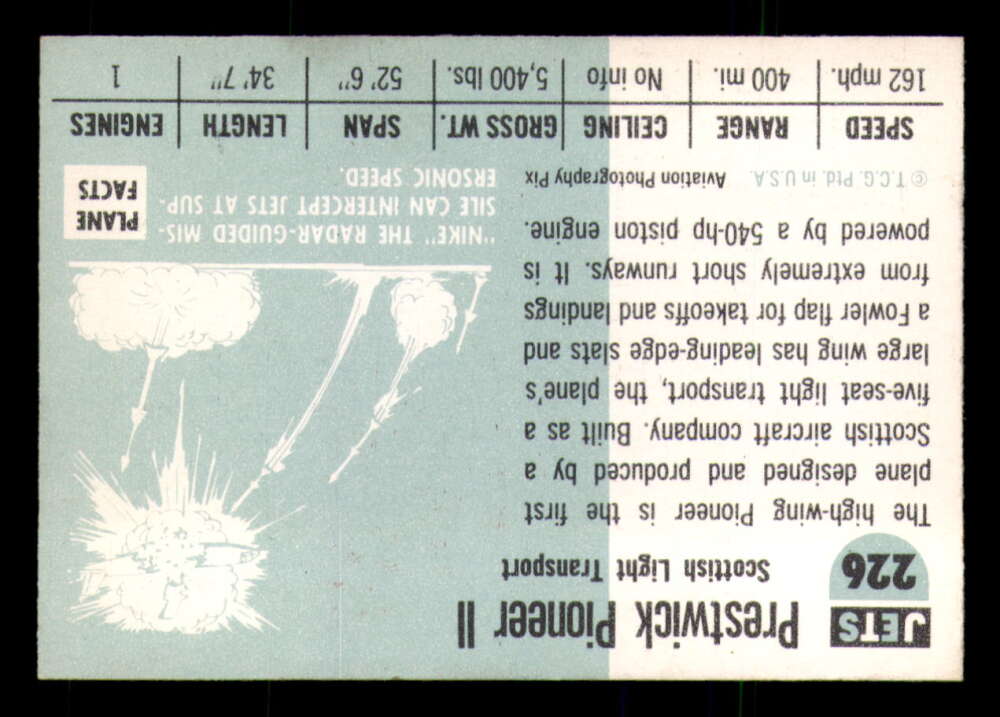 JETS
226
Prestwick Pioneer II
Scottish Light Transport
The high-wing Pioneer is the first
plane designed and produced by a
Scottish aircraft company. Built as a
five-seat light transport, the plane's
large wing has leading-edge slats and
a Fowler flap for takeoffs and landings
from extremely short runways. It is
powered by a 540-hp piston engine.
© T.C.G. Ptd. in U.S.A. Aviation Photography Pix
"NIKE" THE RADAR-GUIDED MIS-
SILE CAN INTERCEPT JETS AT SUP-
ERSONIC SPEED.
PLANE
FACTS
SPEED RANGE CEILING GROSS WT. SPAN LENGTH ENGINES
162 mph. 400 mi. No info 5,400 lbs. 52' 6" 34' 7" 1